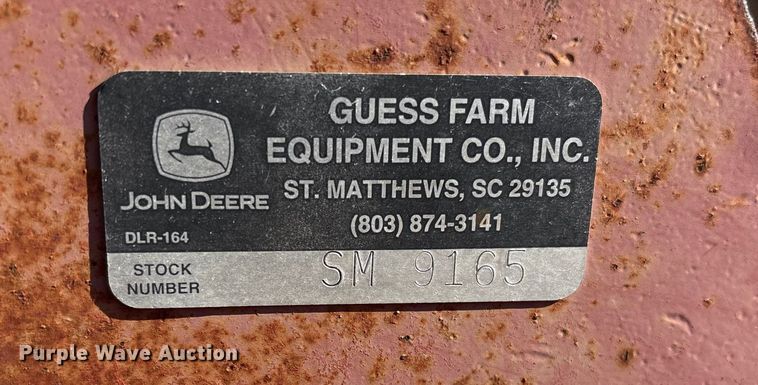 GUESS FARM
EQUIPMENT CO., INC.
JOHN DEERE
ST. MATTHEWS, SC 29135
(803) 874-3141
DLR-164
STOCK
NUMBER
SM 9165
Purple Wave Auction